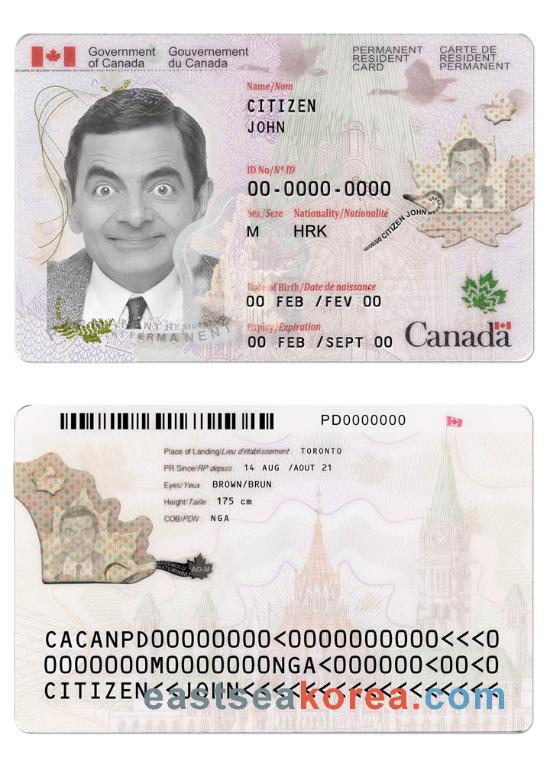 Government of Canada
Gouvernement du Canada
PERMANENT RESIDENT CARD
CARTE DE RÉSIDENT PERMANENT
Name/Nom
CITIZEN
JOHN
ID No/Nº ID
00-0000-0000
Sex/Sexe Nationality/Nationalité
M HRK
CITIZEN JOHN
Date of Birth/Date de naissance
00 FEB /FEV 00
Expiry/Expiration
00 FEB /SEPT 00
Canada
PERMANENT
PD0000000
Place of Landing/Lieu d'établissement: TORONTO
PR Since/RP depuis: 14 AUG /AOUT 21
Eyes/Yeux: BROWN/BRUN
Height/Taille: 175 cm
COB/PDN: NGA
AO-M
CACANPD00000000<0000000000<<<0
0000000M0000000NGA<000000<00<0
CITIZEN<<JOHN<<<<<<<<<<<<<<<<<
eastseakorea.com